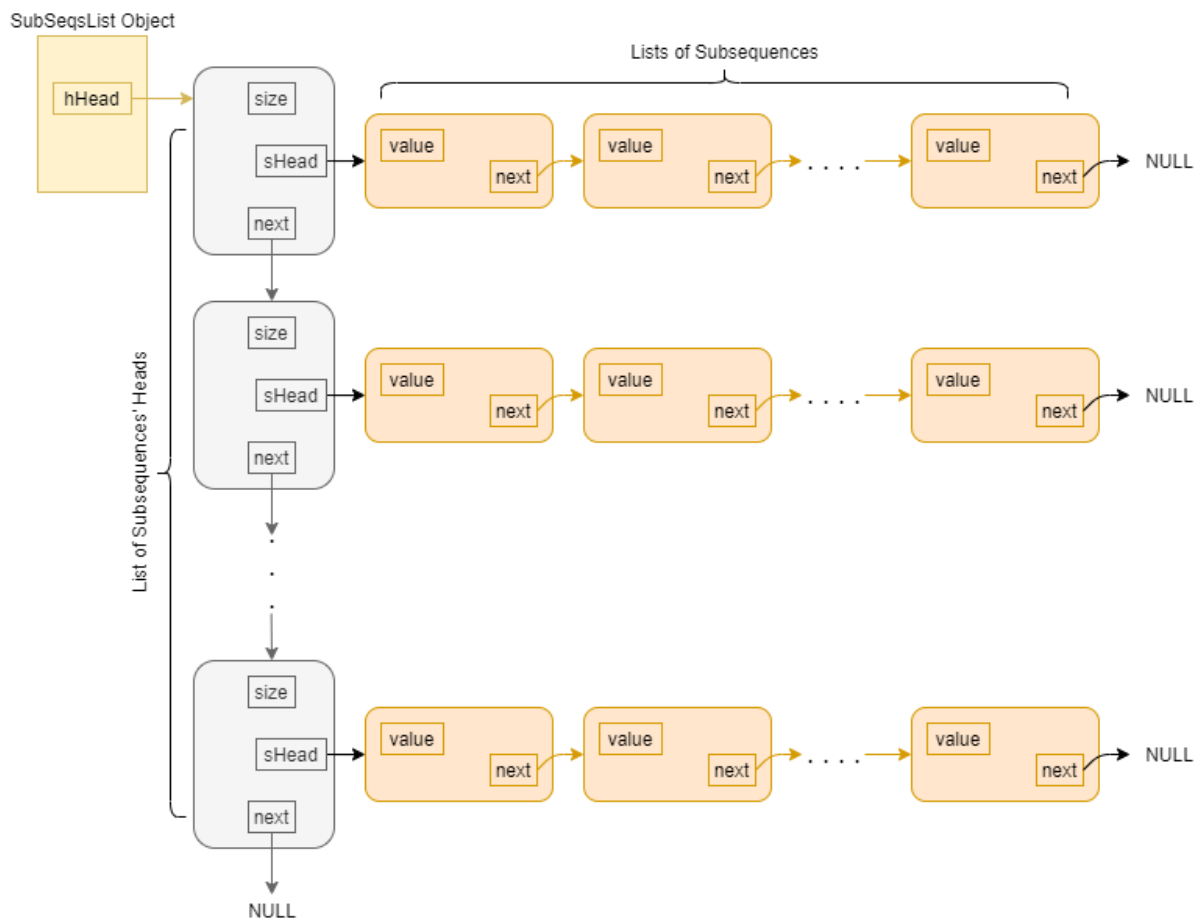 SubSeqsList Object
Lists of Subsequences
hHead
size
value
value
value
sHead
next
next
. . . .
next
NULL
next
List of Subsequences' Heads
size
value
value
value
sHead
next
next
. . . .
next
NULL
next
.
.
.
size
value
value
value
sHead
next
next
. . . .
next
NULL
next
NULL